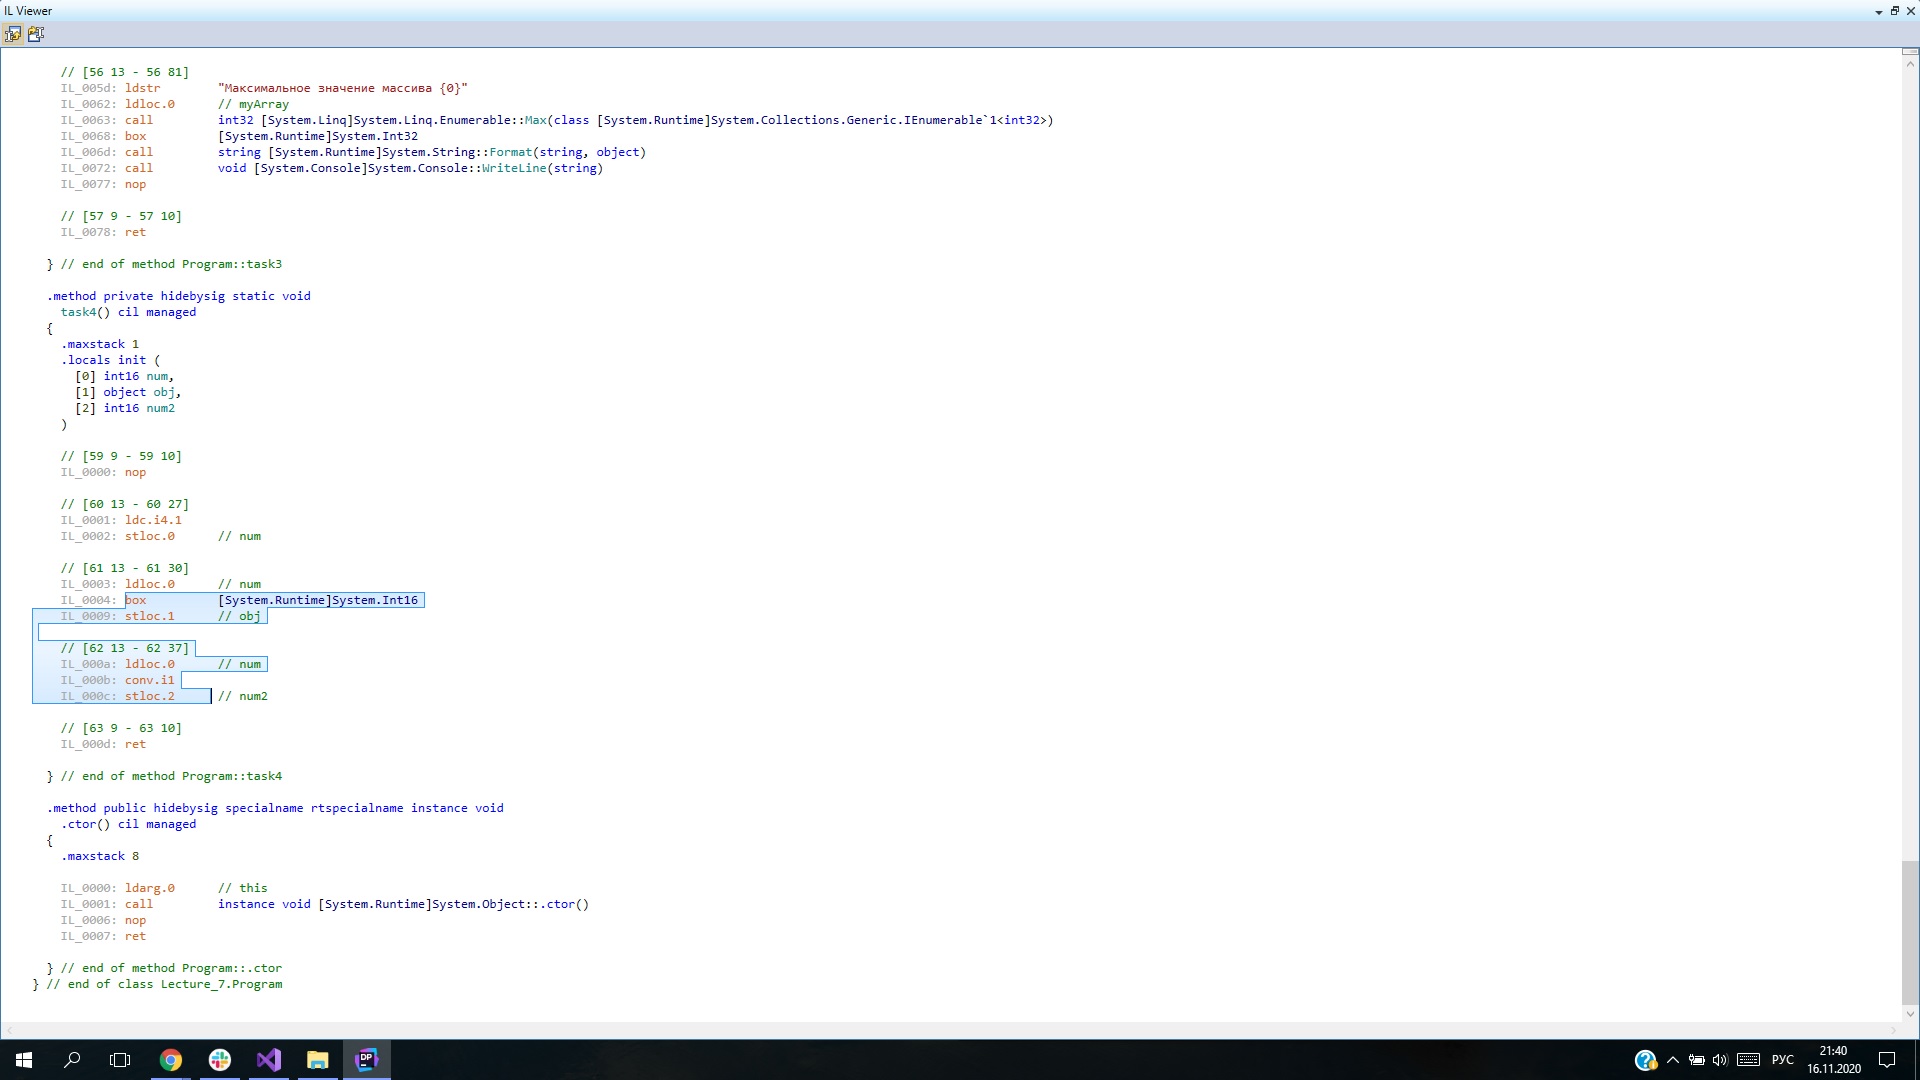 IL Viewer
// [56 13 - 56 81]
IL_005d: ldstr "Максимальное значение массива {0}"
IL_0062: ldloc.0 // myArray
IL_0063: call int32 [System.Linq]System.Linq.Enumerable::Max(class [System.Runtime]System.Collections.Generic.IEnumerable`1<int32>)
IL_0068: box [System.Runtime]System.Int32
IL_006d: call string [System.Runtime]System.String::Format(string, object)
IL_0072: call void [System.Console]System.Console::WriteLine(string)
IL_0077: nop
// [57 9 - 57 10]
IL_0078: ret
} // end of method Program::task3
.method private hidebysig static void
task4() cil managed
{
.maxstack 1
.locals init (
[0] int16 num,
[1] object obj,
[2] int16 num2
)
// [59 9 - 59 10]
IL_0000: nop
// [60 13 - 60 27]
IL_0001: ldc.i4.1
IL_0002: stloc.0 // num
// [61 13 - 61 30]
IL_0003: ldloc.0 // num
IL_0004: box [System.Runtime]System.Int16
IL_0009: stloc.1 // obj
// [62 13 - 62 37]
IL_000a: ldloc.0 // num
IL_000b: conv.i1
IL_000c: stloc.2 // num2
// [63 9 - 63 10]
IL_000d: ret
} // end of method Program::task4
.method public hidebysig specialname rtspecialname instance void
.ctor() cil managed
{
.maxstack 8
IL_0000: ldarg.0 // this
IL_0001: call instance void [System.Runtime]System.Object::.ctor()
IL_0006: nop
IL_0007: ret
} // end of method Program::.ctor
} // end of class Lecture_7.Program
DP
РУС
21:40
16.11.2020